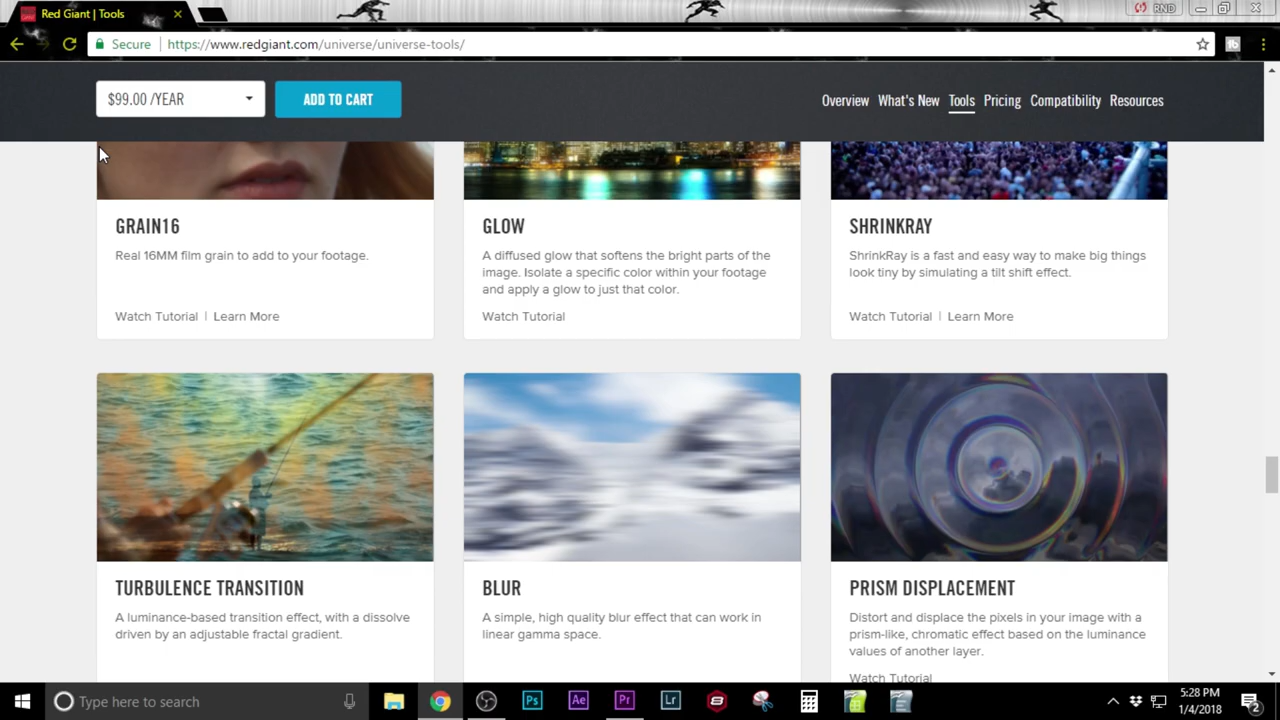 Red Giant | Tools
RND
Secure
https://www.redgiant.com/universe/universe-tools/
$99.00 /YEAR
ADD TO CART
Overview
What's New
Tools
Pricing
Compatibility
Resources
GRAIN16
Real 16MM film grain to add to your footage.
Watch Tutorial | Learn More
GLOW
A diffused glow that softens the bright parts of the
image. Isolate a specific color within your footage
and apply a glow to just that color.
Watch Tutorial
SHRINKRAY
ShrinkRay is a fast and easy way to make big things
look tiny by simulating a tilt shift effect.
Watch Tutorial | Learn More
TURBULENCE TRANSITION
A luminance-based transition effect, with a dissolve
driven by an adjustable fractal gradient.
BLUR
A simple, high quality blur effect that can work in
linear gamma space.
PRISM DISPLACEMENT
Distort and displace the pixels in your image with a
prism-like, chromatic effect based on the luminance
values of another layer.
Watch Tutorial
Type here to search
Ps
Ae
Pr
Lr
5:28 PM
1/4/2018
2